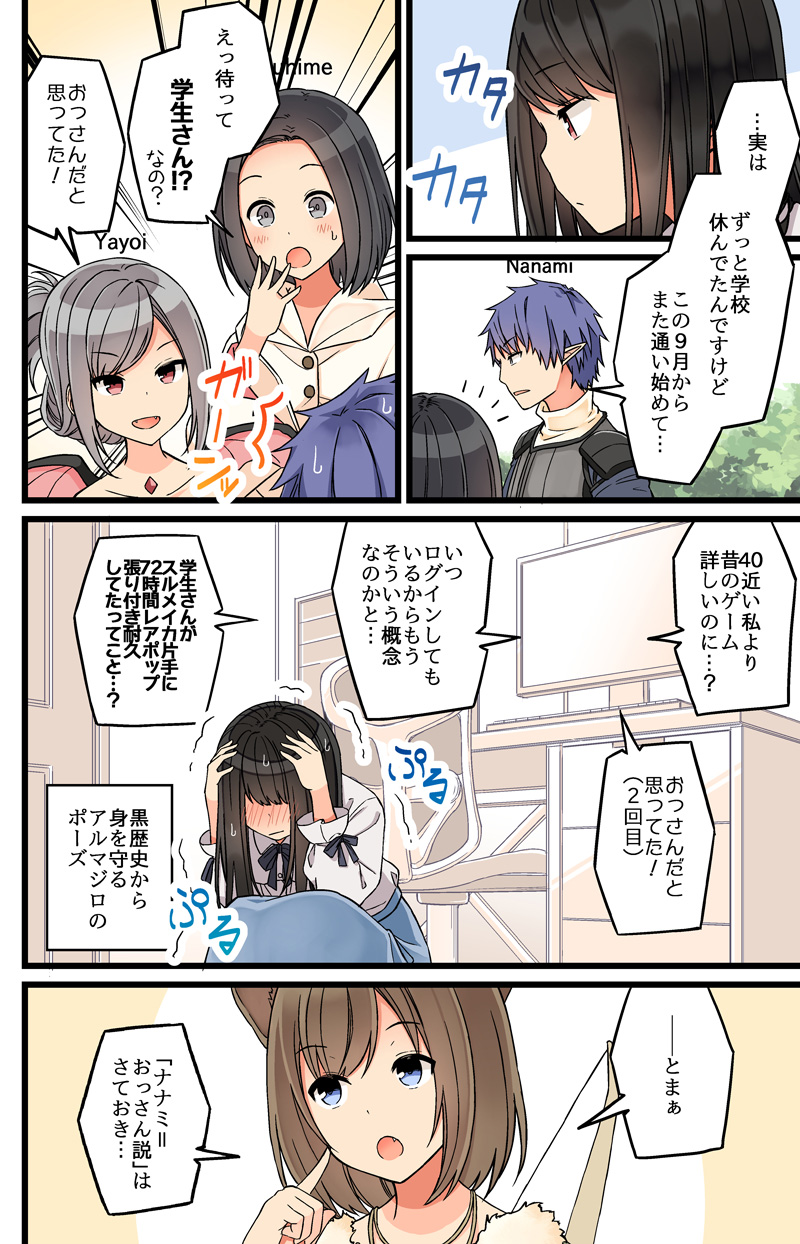 カタ
カタ
…実は
ずっと学校
休んでたんですけど
この9月から
また通い始めて…
Nanami
hime
えっ待って
学生さん!?
なの?
おっさんだと
思ってた!
Yayoi
ガーーンッ
40近い私より
昔のゲーム
詳しいのに…?
おっさんだと
思ってた!
(2回目)
いつ
ログインしても
いるからもう
そういう概念
なのかと…
学生さんが
スルメイカ片手に
72時間レアポップ
張り付き耐久
してたってこと…?
ぷる
ぷる
黒歴史から
身を守る
アルマジロの
ポーズ
──とまぁ
「ナナミ＝
おっさん説」は
さておき…